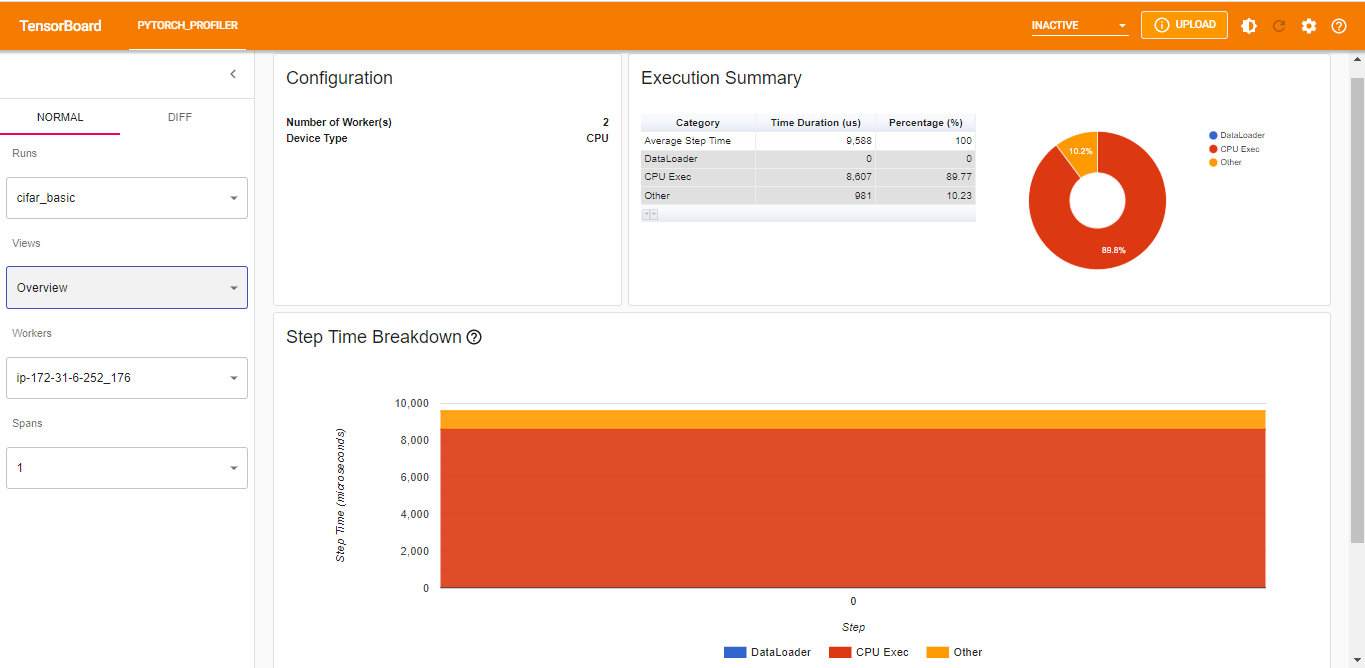 TensorBoard
PYTORCH_PROFILER
INACTIVE
UPLOAD
NORMAL
DIFF
Runs
cifar_basic
Views
Overview
Workers
ip-172-31-6-252_176
Spans
1
Configuration
Number of Worker(s) 2
Device Type CPU
Execution Summary
Category Time Duration (us) Percentage (%)
Average Step Time 9,588 100
DataLoader 0 0
CPU Exec 8,607 89.77
Other 981 10.23
10.2%
89.8%
DataLoader
CPU Exec
Other
Step Time Breakdown
Step Time (microseconds)
10,000
8,000
6,000
4,000
2,000
0
0
Step
DataLoader CPU Exec Other